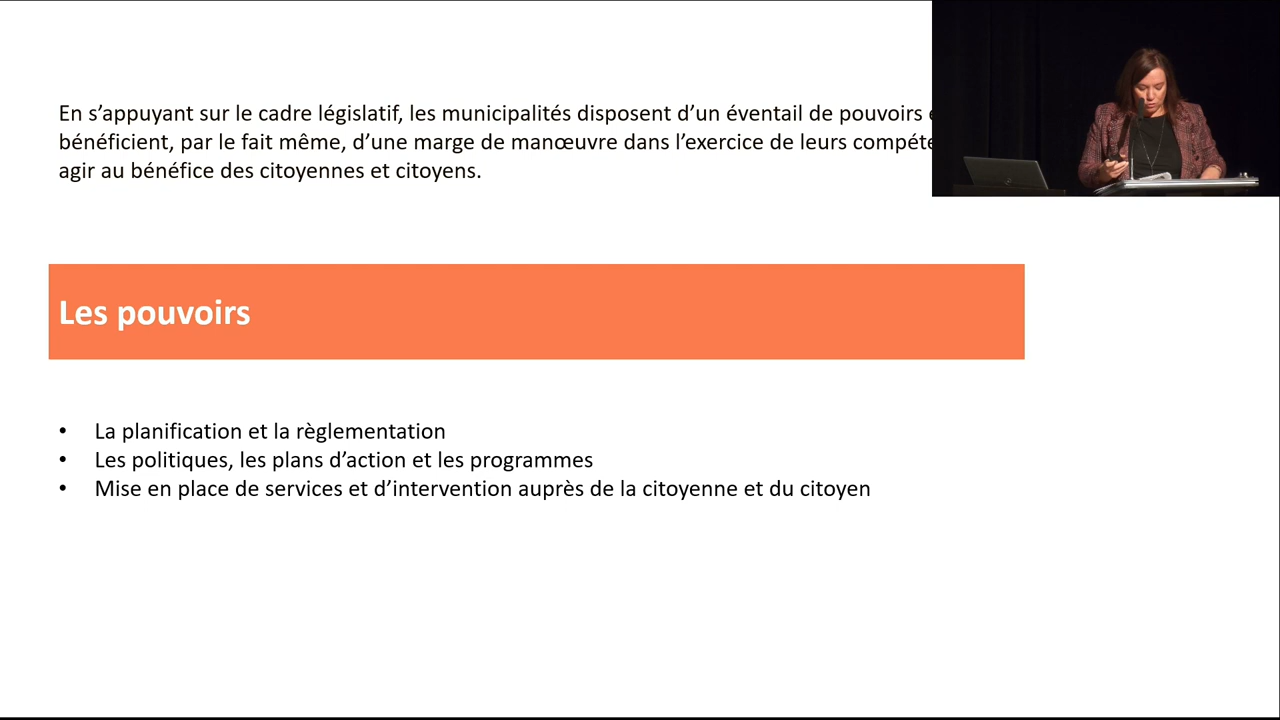 En s’appuyant sur le cadre législatif, les municipalités disposent d’un éventail de pouvoirs
bénéficient, par le fait même, d’une marge de manœuvre dans l’exercice de leurs
agir au bénéfice des citoyennes et citoyens.
Les pouvoirs
• La planification et la règlementation
• Les politiques, les plans d’action et les programmes
• Mise en place de services et d’intervention auprès de la citoyenne et du citoyen